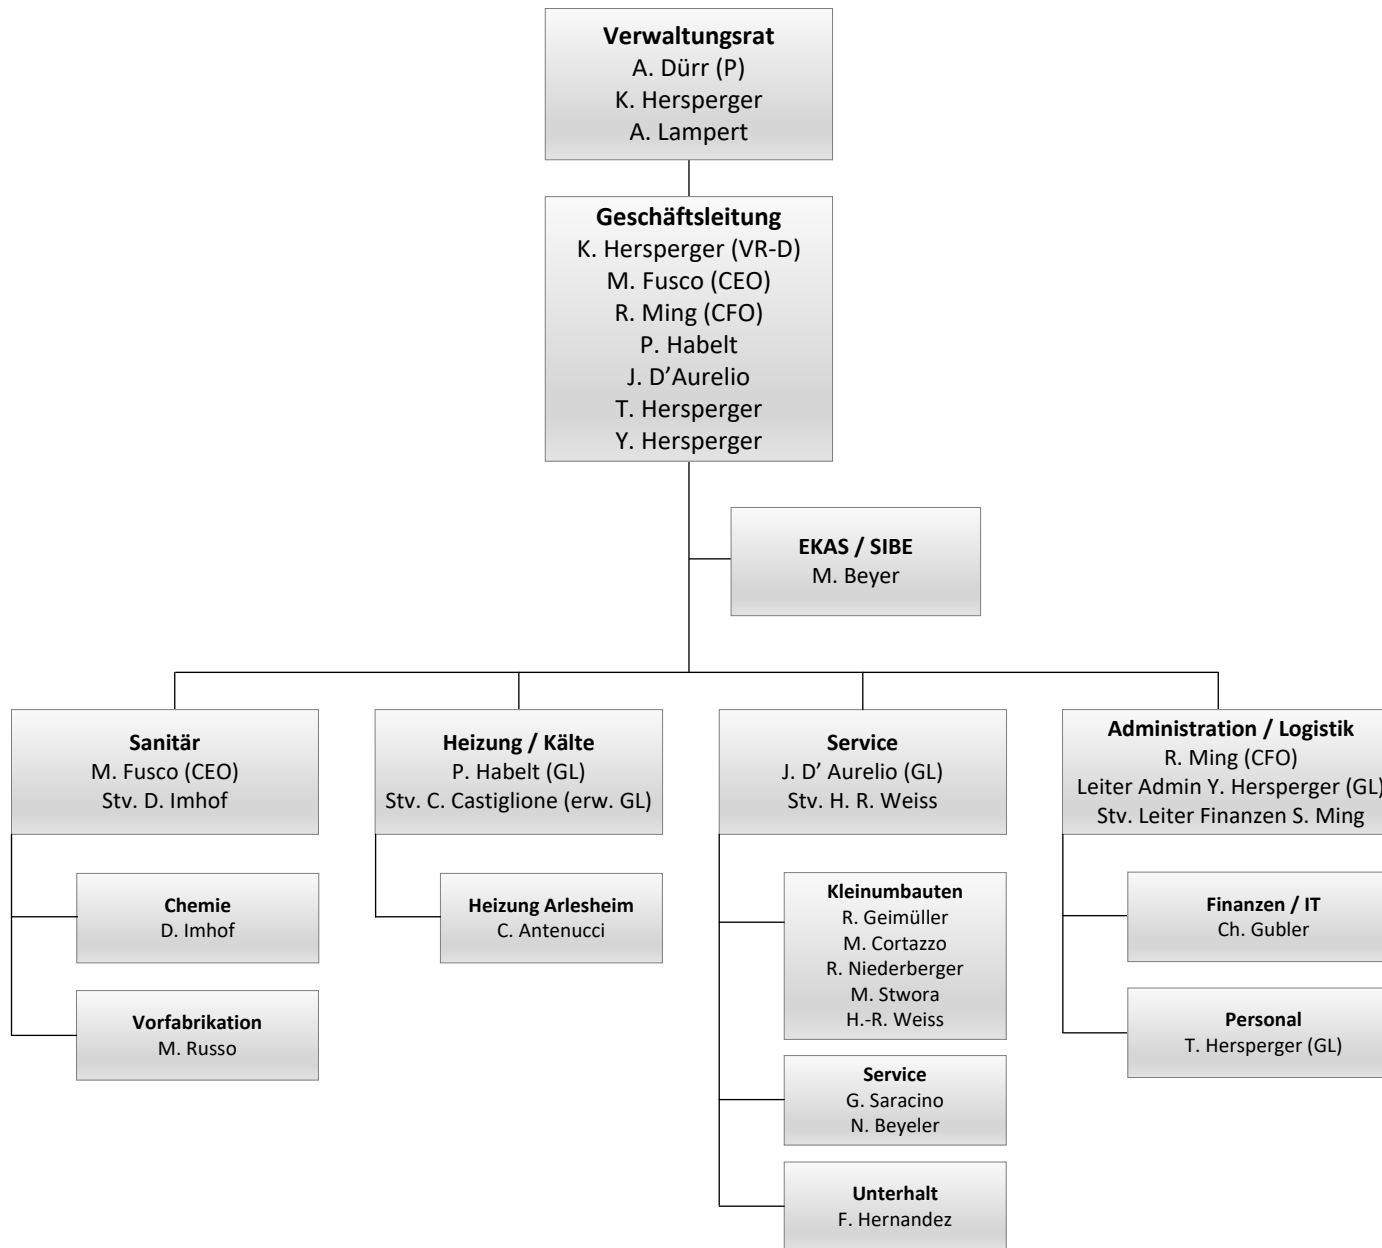 Verwaltungsrat
A. Dürr (P)
K. Hersperger
A. Lampert
Geschäftsleitung
K. Hersperger (VR-D)
M. Fusco (CEO)
R. Ming (CFO)
P. Habelt
J. D’Aurelio
T. Hersperger
Y. Hersperger
EKAS / SIBE
M. Beyer
Sanitär
M. Fusco (CEO)
Stv. D. Imhof
Chemie
D. Imhof
Vorfabrikation
M. Russo
Heizung / Kälte
P. Habelt (GL)
Stv. C. Castiglione (erw. GL)
Heizung Arlesheim
C. Antenucci
Service
J. D’ Aurelio (GL)
Stv. H. R. Weiss
Kleinumbauten
R. Geimüller
M. Cortazzo
R. Niederberger
M. Stwora
H.-R. Weiss
Service
G. Saracino
N. Beyeler
Unterhalt
F. Hernandez
Administration / Logistik
R. Ming (CFO)
Leiter Admin Y. Hersperger (GL)
Stv. Leiter Finanzen S. Ming
Finanzen / IT
Ch. Gubler
Personal
T. Hersperger (GL)